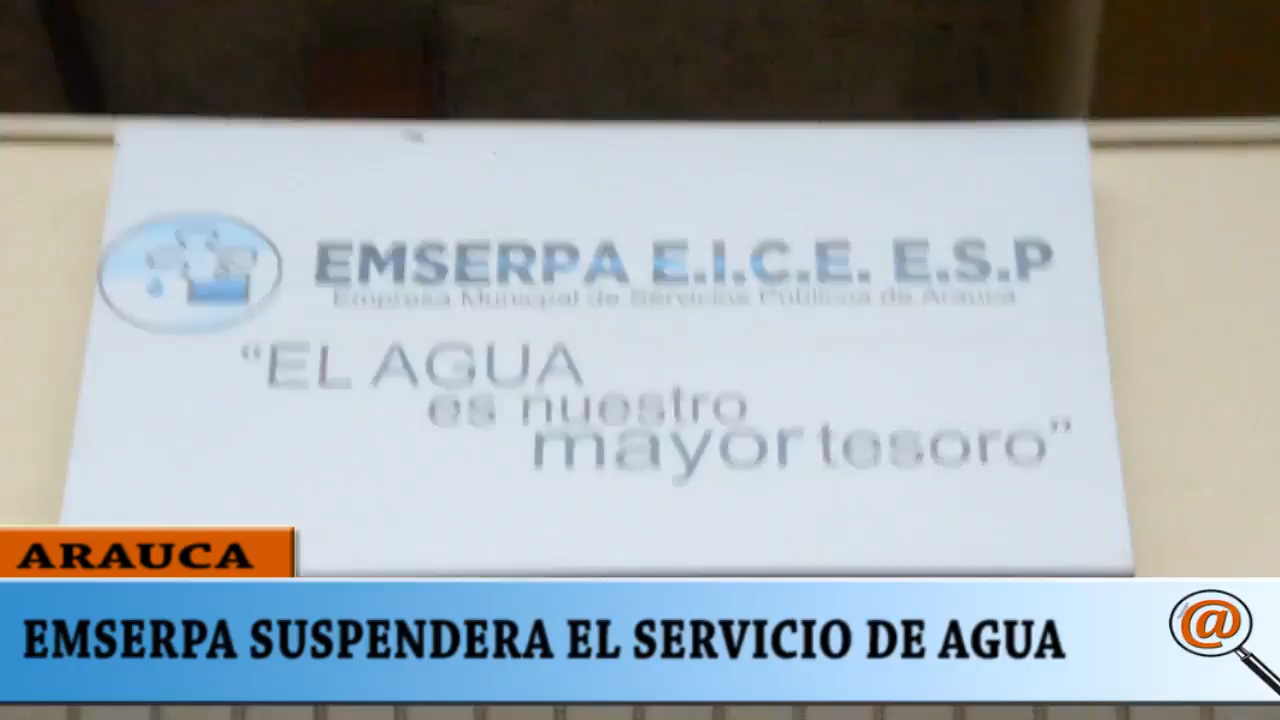 EMSERPA E.I.C.E. E.S.P
Empresa Municipal de Servicios Públicos de Arauca
"EL AGUA
es nuestro
mayor tesoro"
ARAUCA
EMSERPA SUSPENDERA EL SERVICIO DE AGUA
@